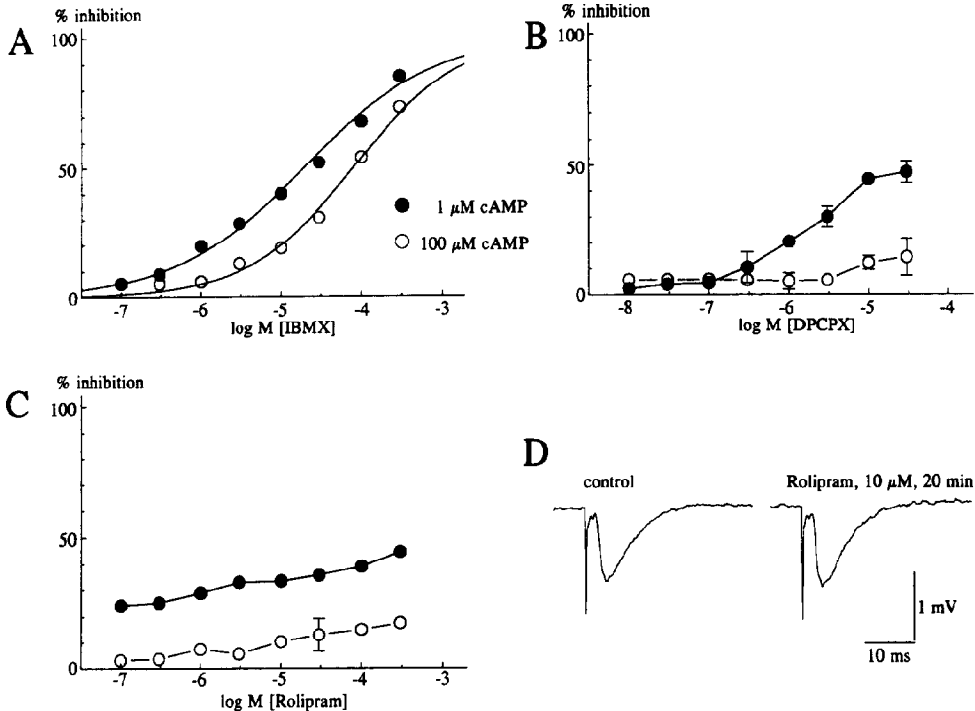 A
% inhibition
100
50
0
-7
-6
-5
-4
-3
log M [IBMX]
1 µM cAMP
100 µM cAMP
B
% inhibition
100
50
0
-8
-7
-6
-5
-4
log M [DPCPX]
C
% inhibition
100
50
0
-7
-6
-5
-4
-3
log M [Rolipram]
D
control
Rolipram, 10 µM, 20 min
1 mV
10 ms